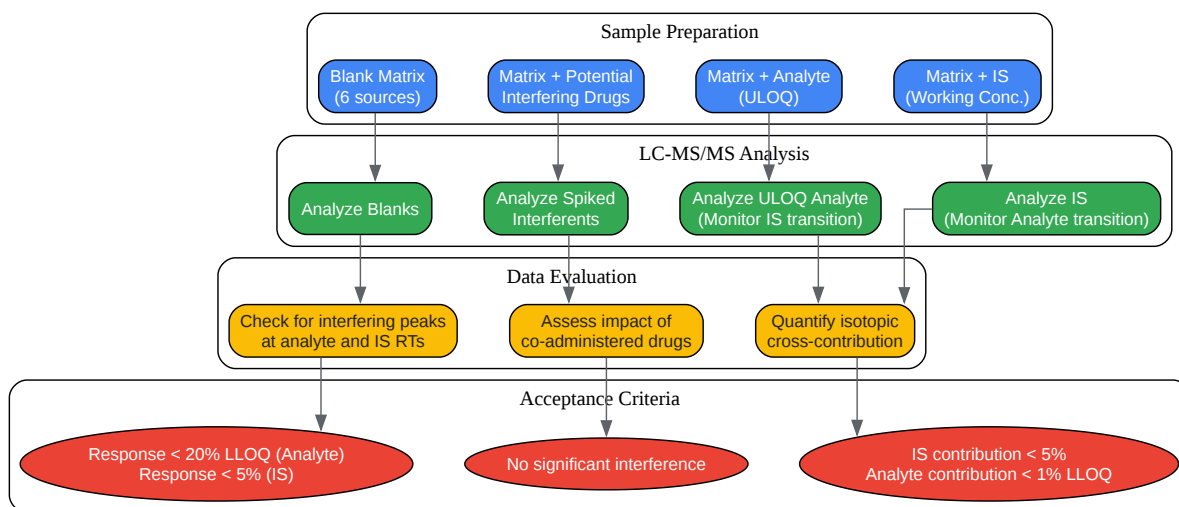 Sample Preparation
Blank Matrix
(6 sources)
Matrix + Potential
Interfering Drugs
Matrix + Analyte
(ULOQ)
Matrix + IS
(Working Conc.)
LC-MS/MS Analysis
Analyze Blanks
Analyze Spiked
Interferents
Analyze ULOQ Analyte
(Monitor IS transition)
Analyze IS
(Monitor Analyte transition)
Data Evaluation
Check for interfering peaks
at analyte and IS RTs
Assess impact of
co-administered drugs
Quantify isotopic
cross-contribution
Acceptance Criteria
Response < 20% LLOQ (Analyte)
Response < 5% (IS)
No significant interference
IS contribution < 5%
Analyte contribution < 1% LLOQ